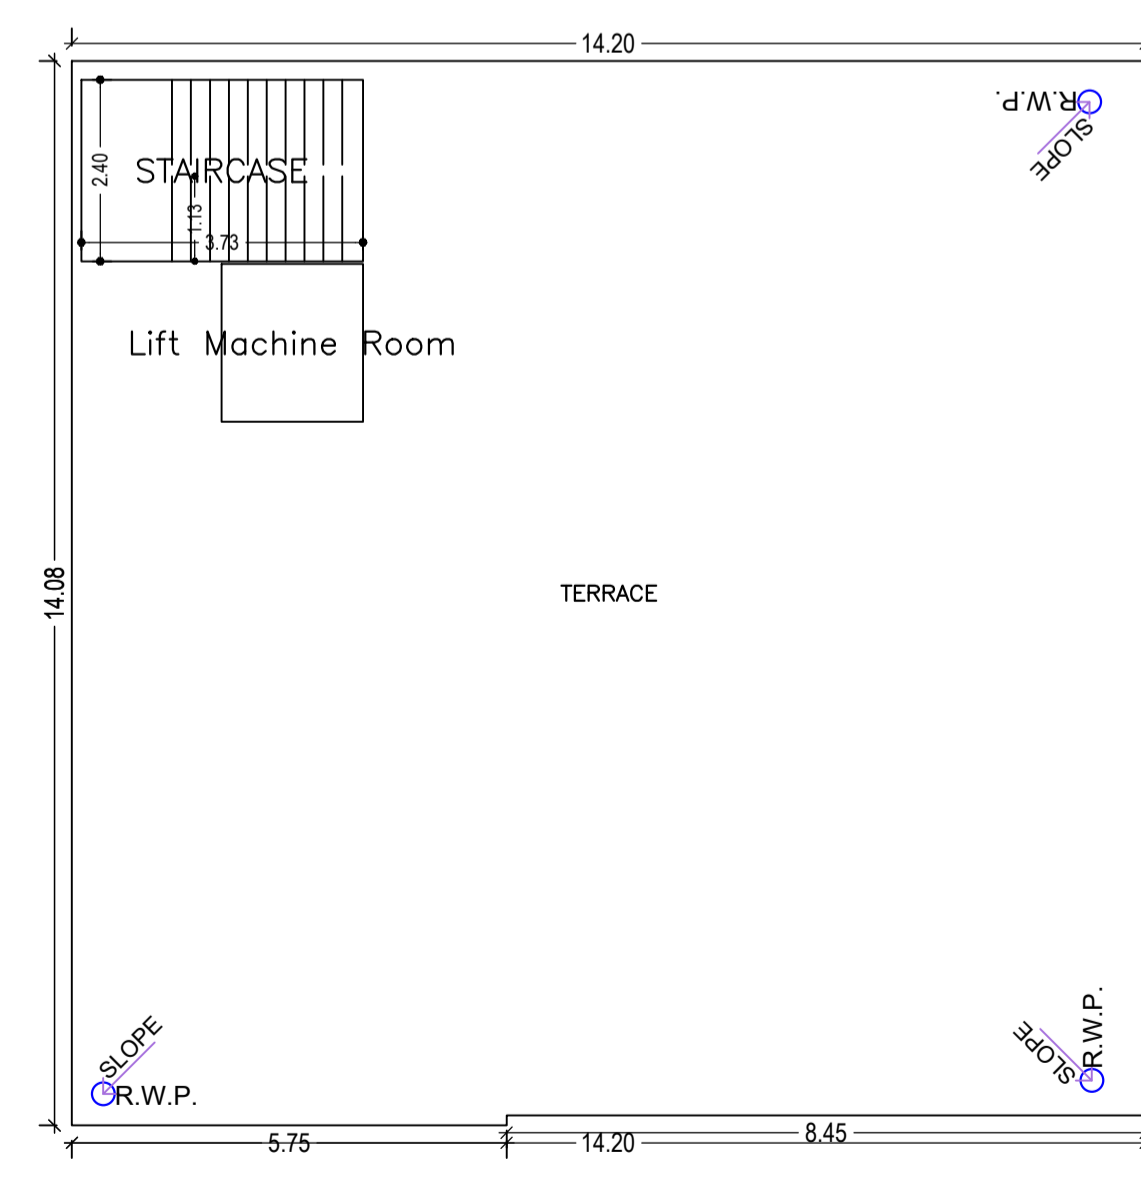 14.20
R.W.P.
SLOPE
2.40
STAIRCASE
1.13
3.73
Lift Machine Room
14.08
TERRACE
SLOPE
R.W.P.
SLOPE
R.W.P.
5.75
14.20
8.45